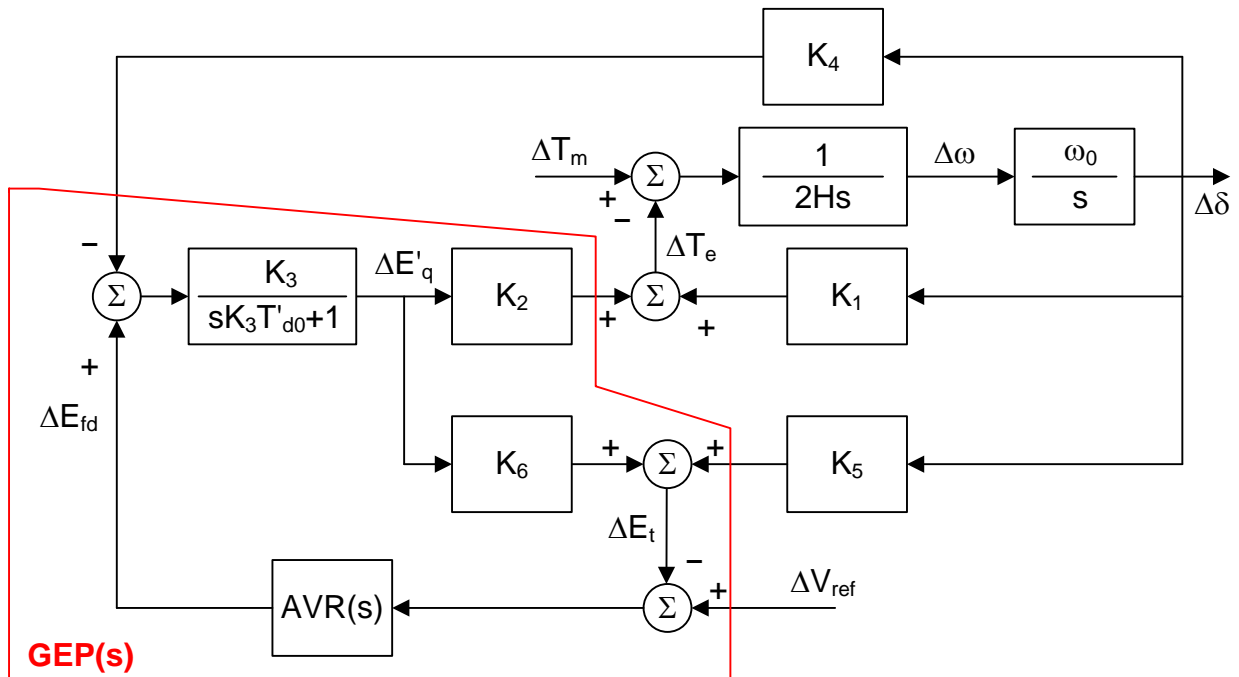 K₄
ΔTₘ
Σ
1
2Hs
Δω
ω₀
s
Δδ
+
−
ΔTₑ
−
Σ
K₃
sK₃T'd0+1
ΔE'q
K₂
+
Σ
+
K₁
+
ΔEfd
K₆
+
Σ
+
K₅
ΔEₜ
−
AVR(s)
Σ
+
ΔVref
GEP(s)